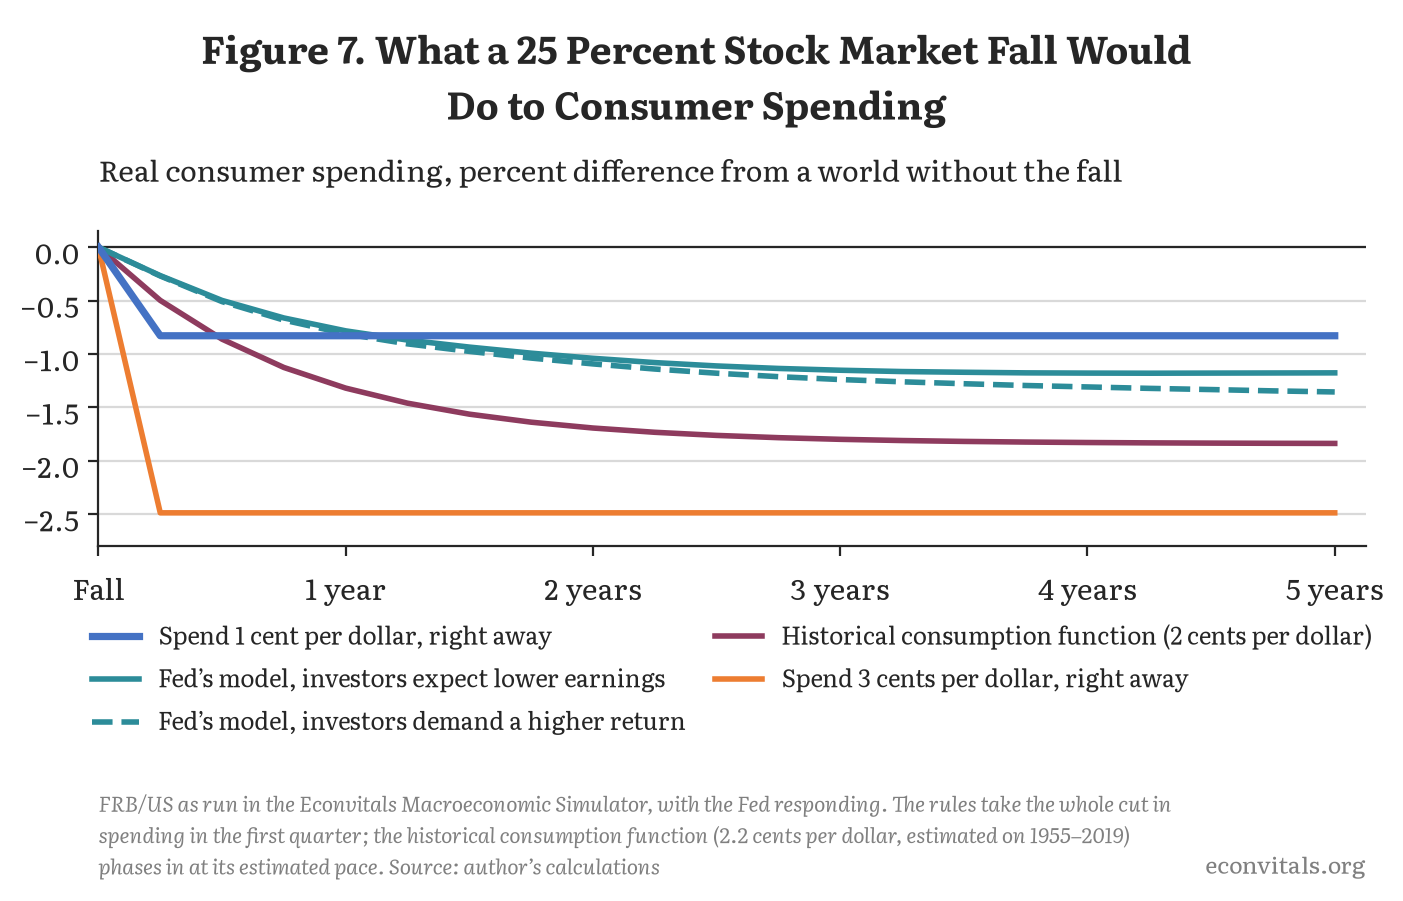 Figure 7. What a 25 Percent Stock Market Fall Would
Do to Consumer Spending
Real consumer spending, percent difference from a world without the fall
0.0
−0.5
−1.0
−1.5
−2.0
−2.5
Fall
1 year
2 years
3 years
4 years
5 years
Spend 1 cent per dollar, right away
Fed’s model, investors expect lower earnings
Fed’s model, investors demand a higher return
Historical consumption function (2 cents per dollar)
Spend 3 cents per dollar, right away
FRB/US as run in the Econvitals Macroeconomic Simulator, with the Fed responding. The rules take the whole cut in
spending in the first quarter; the historical consumption function (2.2 cents per dollar, estimated on 1955–2019)
phases in at its estimated pace. Source: author’s calculations
econvitals.org